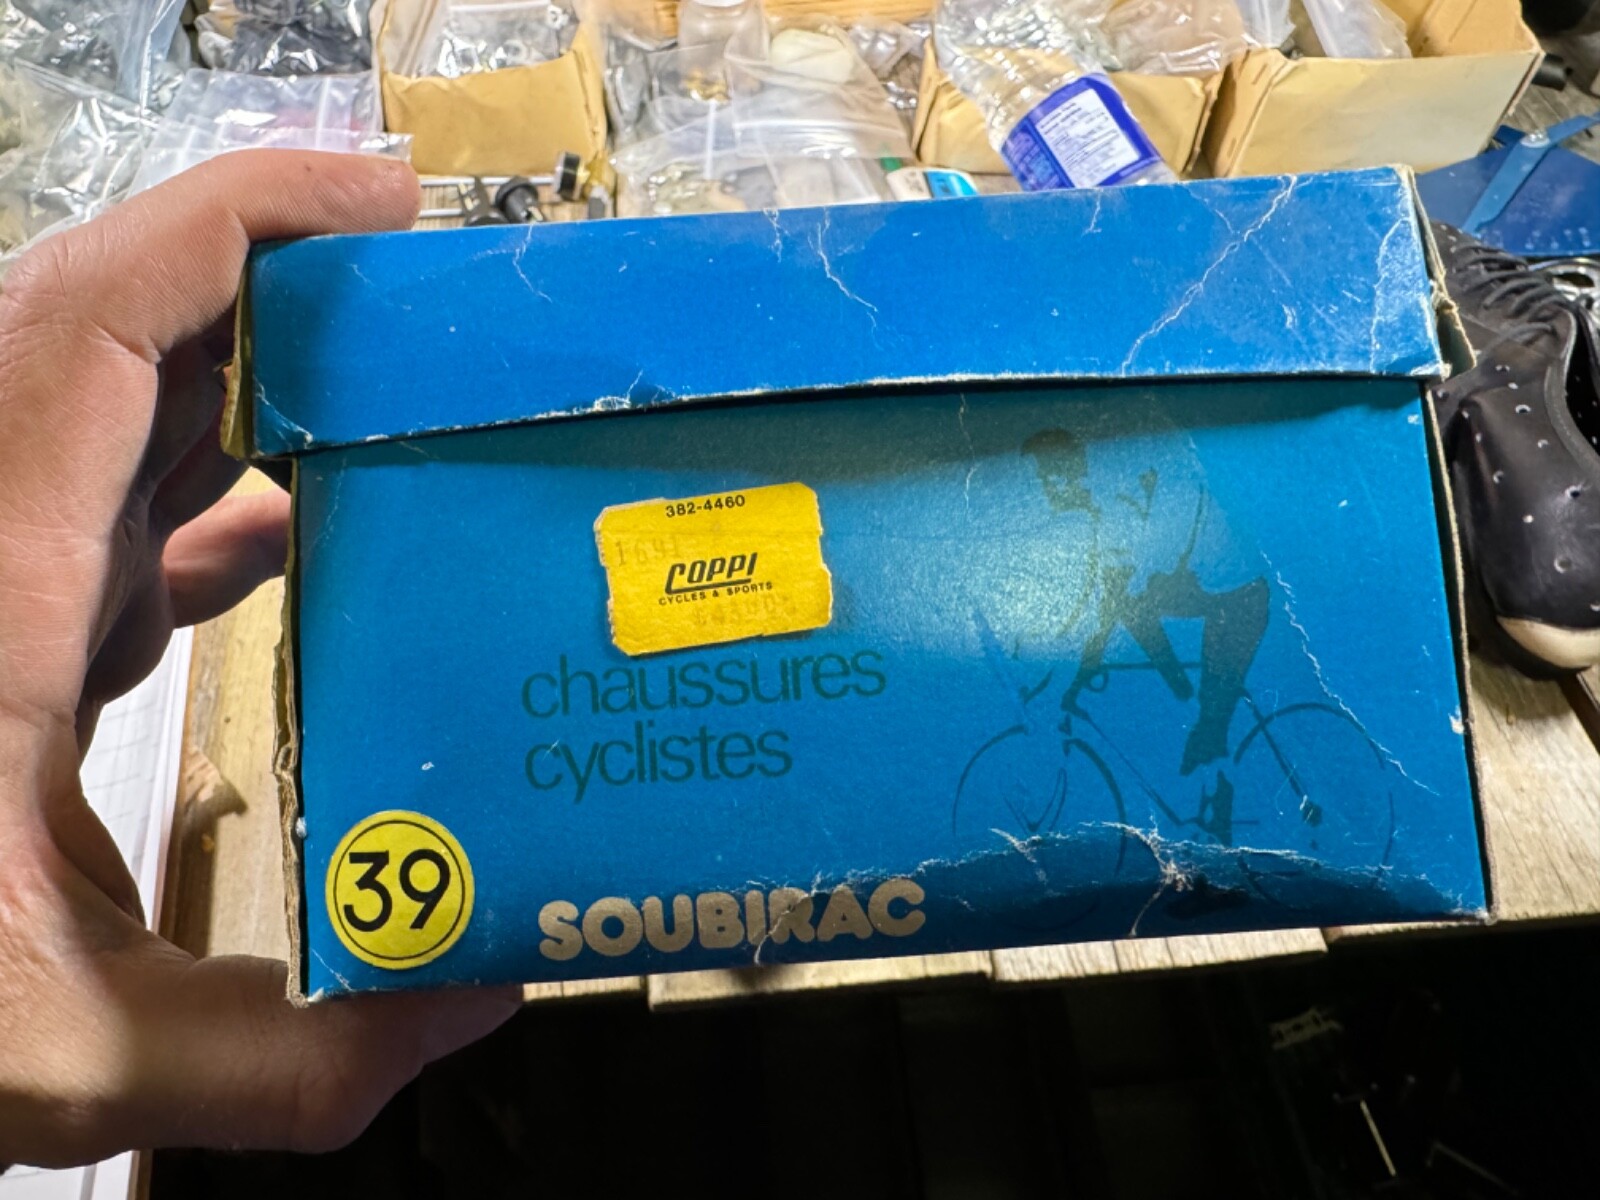 382-4460
COPPI
CYCLES & SPORTS
chaussures
cyclistes
39
SOUBIRAC